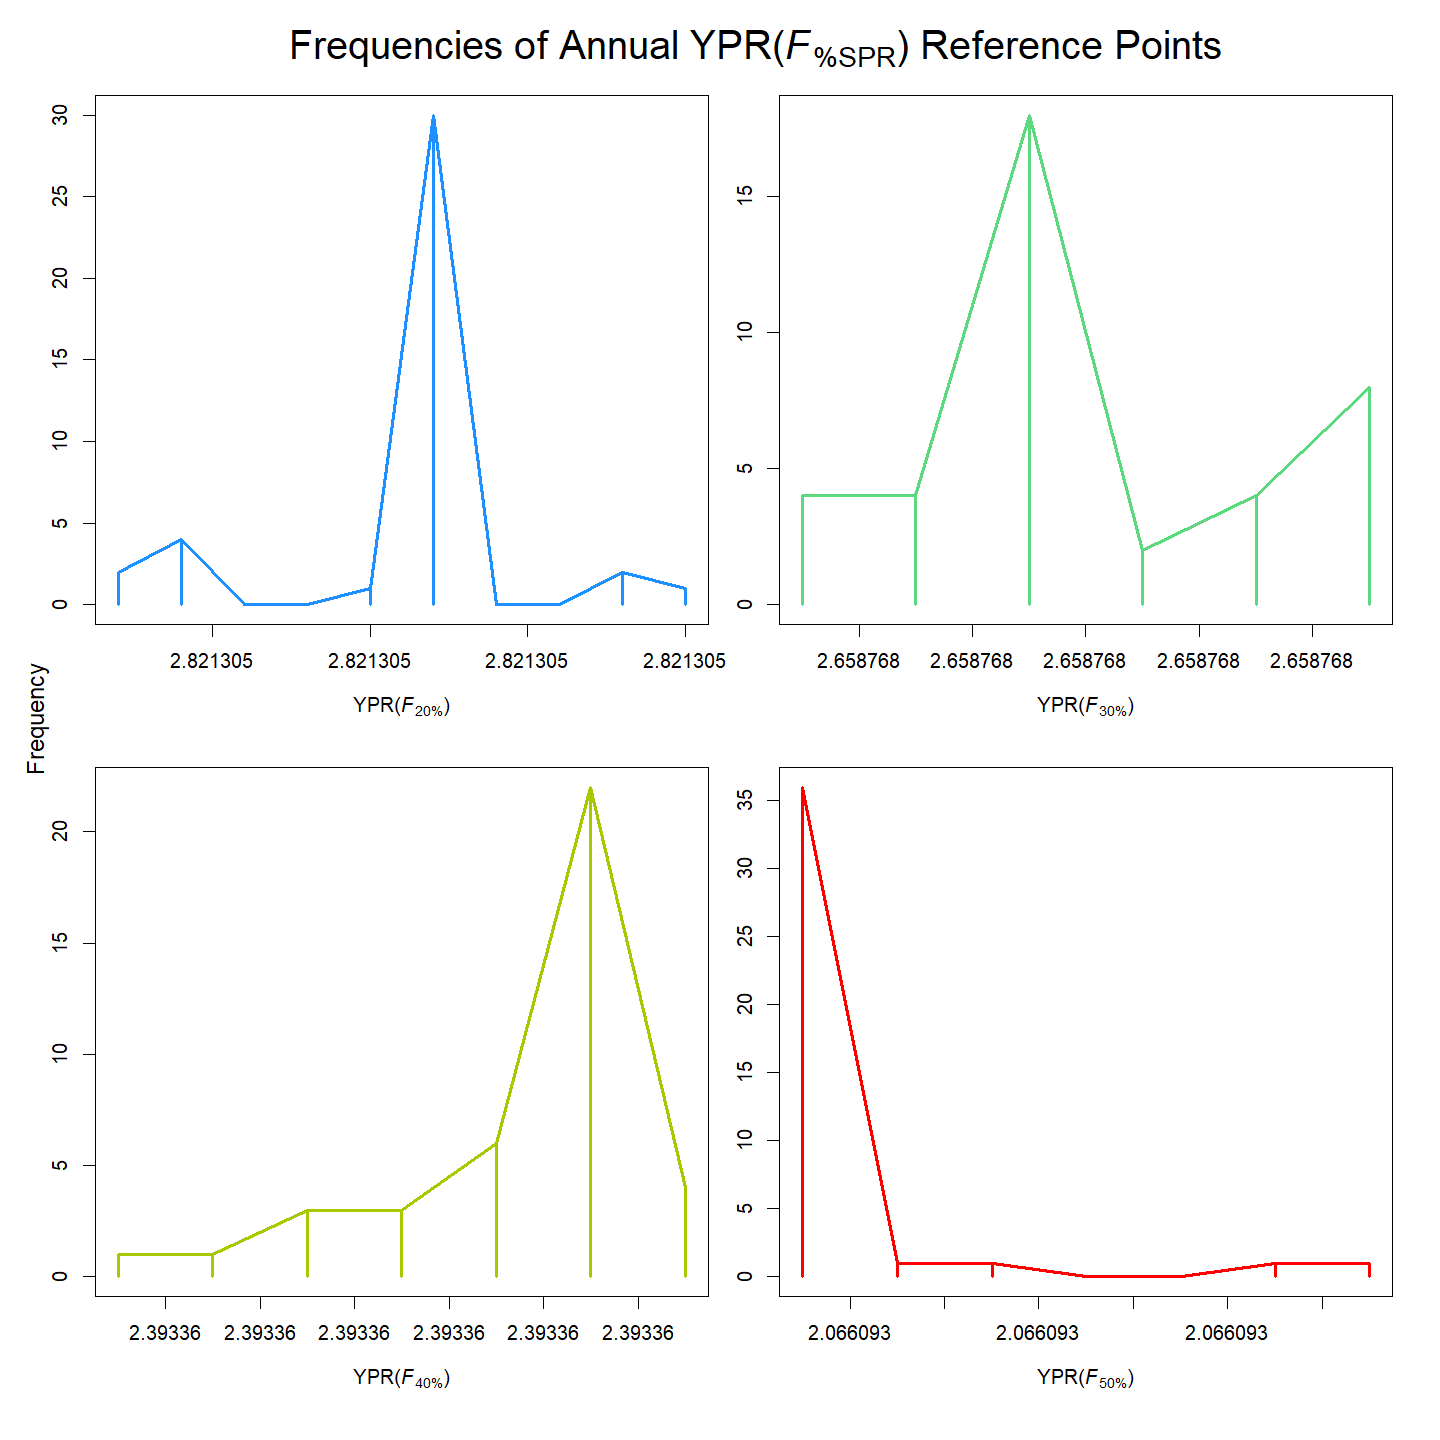 Frequencies of Annual YPR(F%SPR) Reference Points
30
25
20
15
10
5
0
2.821305 2.821305 2.821305 2.821305
YPR(F20%)
15
10
5
0
2.658768 2.658768 2.658768 2.658768 2.658768
YPR(F30%)
Frequency
20
15
10
5
0
2.39336 2.39336 2.39336 2.39336 2.39336 2.39336
YPR(F40%)
35
30
25
20
15
10
5
0
2.066093 2.066093 2.066093
YPR(F50%)